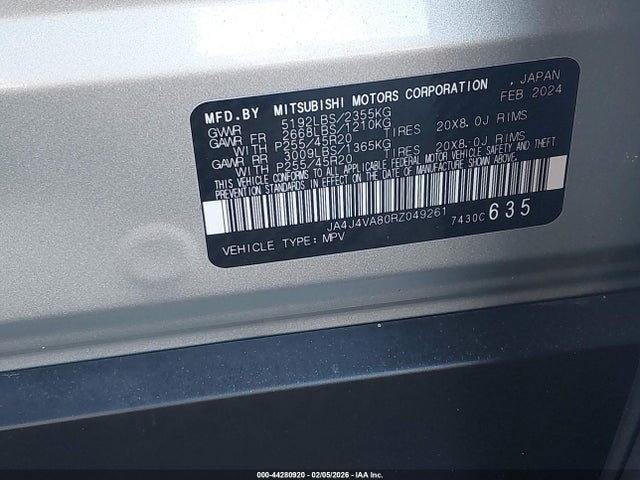 MFD.BY MITSUBISHI MOTORS CORPORATION , JAPAN
GVWR 5192LBS/2355KG FEB 2024
GAWR FR 2668LBS/1210KG
WITH P255/45R20 TIRES 20X8.0J RIMS
GAWR RR 3009LBS/1365KG
WITH P255/45R20 TIRES 20X8.0J RIMS
THIS VEHICLE CONFORMS TO ALL APPLICABLE FEDERAL MOTOR VEHICLE SAFETY AND THEFT
PREVENTION STANDARDS IN EFFECT ON THE DATE OF MANUFACTURE SHOWN ABOVE.
JA4J4VA80RZ049261 7430C 635
VEHICLE TYPE: MPV
000-44280920 - 02/05/2026 - IAA Inc.